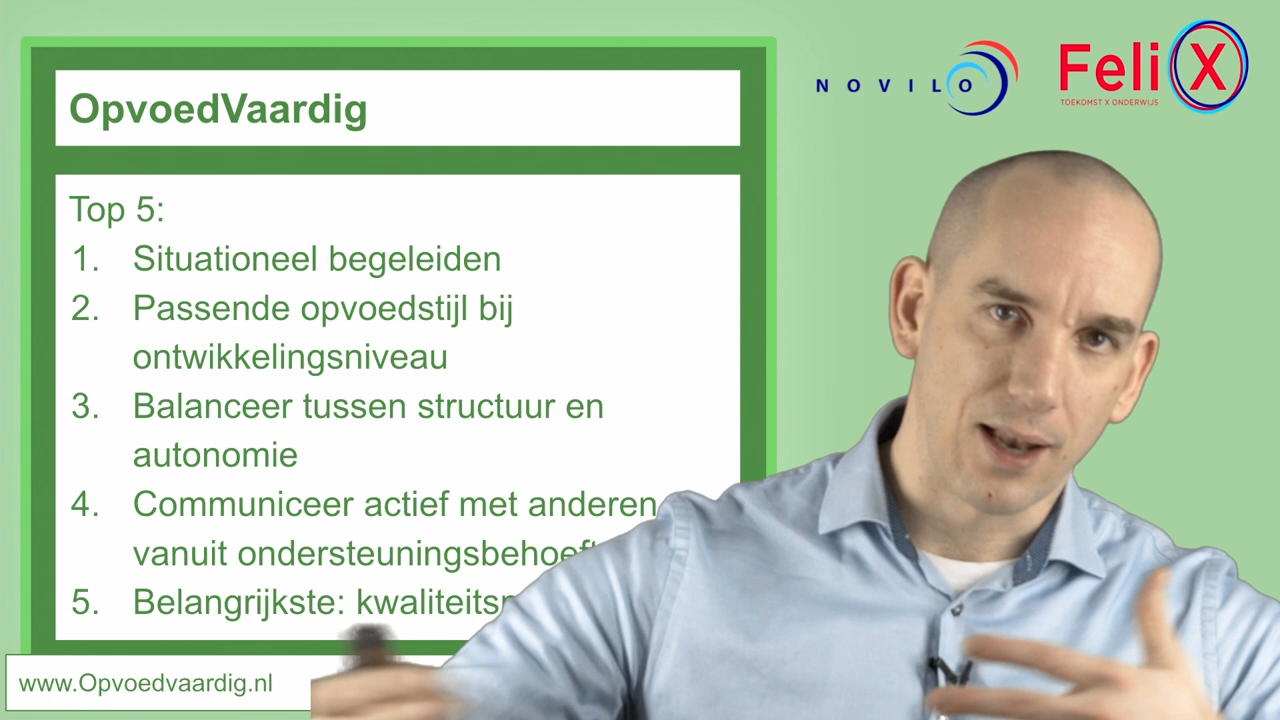 OpvoedVaardig
NOVILO
FeliX
TOEKOMST X ONDERWIJS
Top 5:
1. Situationeel begeleiden
2. Passende opvoedstijl bij
ontwikkelingsniveau
3. Balanceer tussen structuur en
autonomie
4. Communiceer actief met anderen
vanuit
5. Belangrijkste:
www.Opvoedvaardig.nl